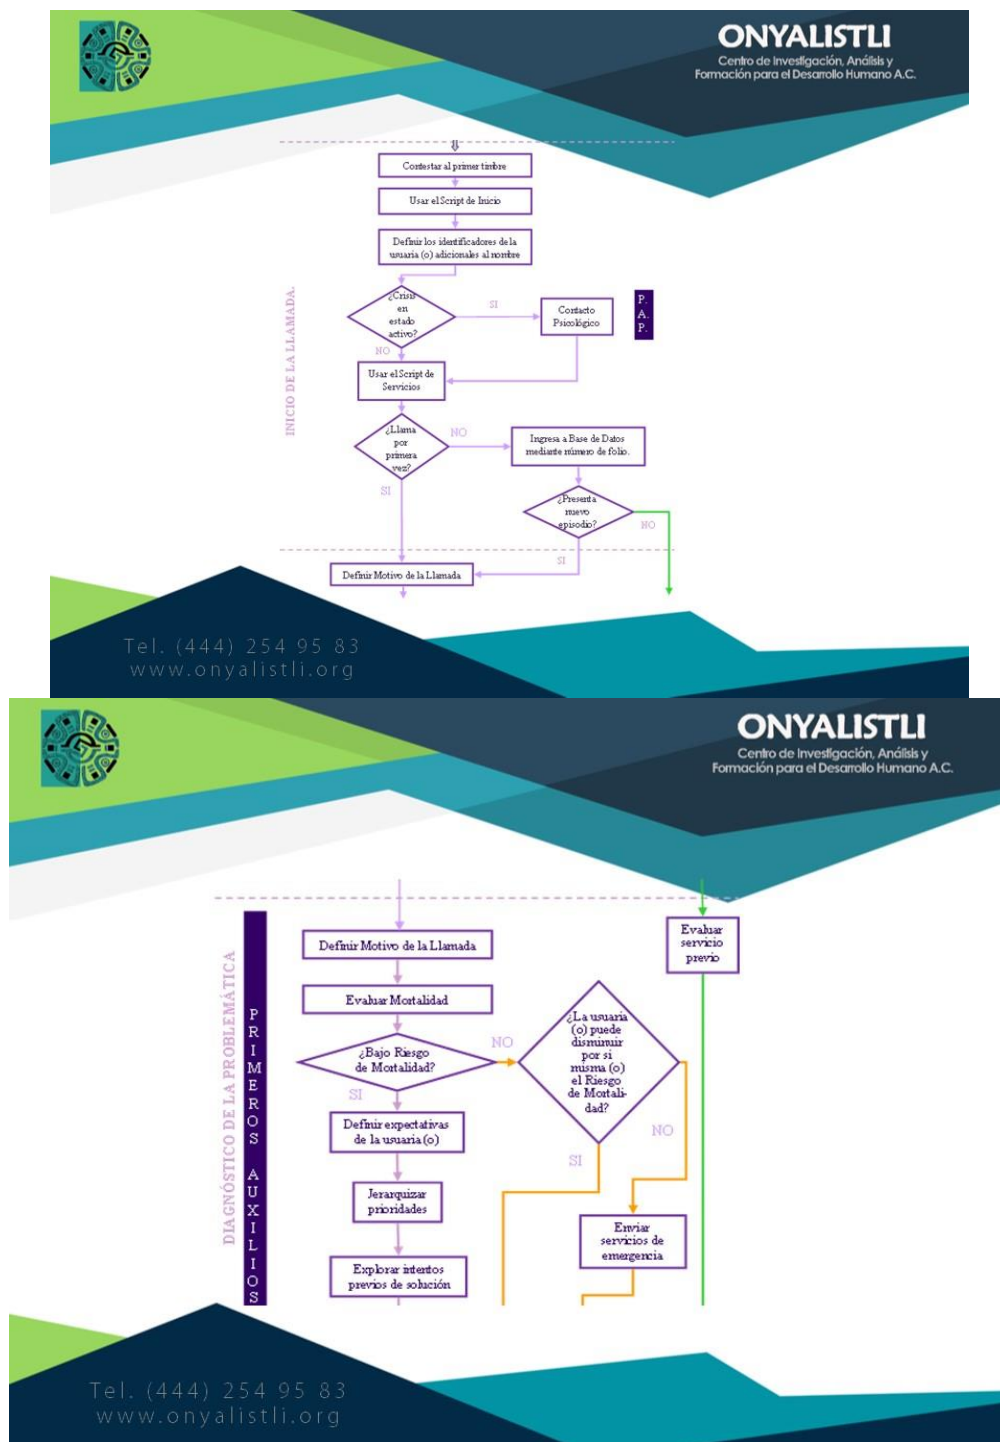 ONYALISTLI
Centro de Investigación, Análisis y
Formación para el Desarrollo Humano A.C.
Contestar al primer timbre
Usar el Script de Inicio
Definir los identificadores de la
usuaria (o) adicionales al nombre
INICIO DE LA LLAMADA.
¿Crisis
en
estado
activo?
SI
Contacto
Psicológico
P.
A.
P.
NO
Usar el Script de
Servicios
¿Llama
por
primera
vez?
NO
Ingresa a Base de Datos
mediante número de folio.
SI
¿Presenta
nuevo
episodio?
NO
SI
Definir Motivo de la Llamada
Tel. (444) 254 95 83
www.onyalistli.org
ONYALISTLI
Centro de Investigación, Análisis y
Formación para el Desarrollo Humano A.C.
DIAGNÓSTICO DE LA PROBLEMÁTICA
PRIMEROS AUXILIOS
Definir Motivo de la Llamada
Evaluar
servicio
previo
Evaluar Mortalidad
¿Bajo Riesgo
de Mortalidad?
NO
¿La usuaria
(o) puede
disminuir
por si
misma (o)
el Riesgo
de Mortali-
dad?
SI
Definir expectativas
de la usuaria (o)
NO
SI
Jerarquizar
prioridades
Enviar
servicios de
emergencia
Explorar intentos
previos de solución
Tel. (444) 254 95 83
www.onyalistli.org